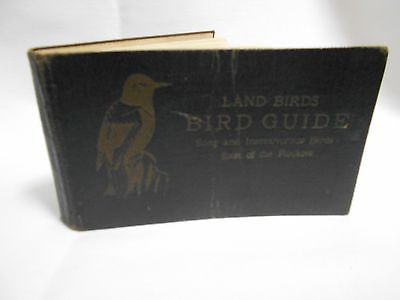 LAND BIRDS
BIRD GUIDE
Song and Insectivorous Birds
East of the Rockies